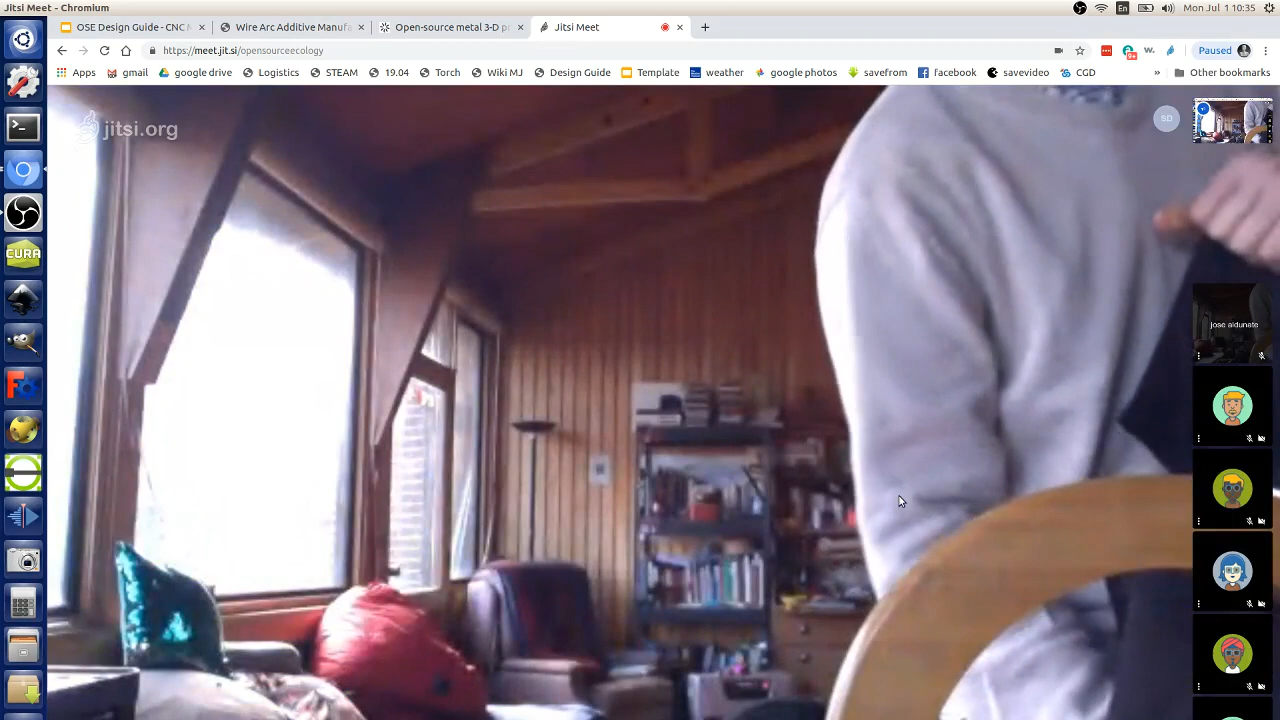 Jitsi Meet - Chromium
En
Mon Jul 1 10:35
OSE Design Guide - CNC
Wire Arc Additive Manufa
Open-source metal 3-D p
Jitsi Meet
https://meet.jit.si/opensourceecology
w.
9+
Paused
Apps
gmail
google drive
Logistics
STEAM
19.04
Torch
Wiki MJ
Design Guide
Template
weather
google photos
savefrom
facebook
savevideo
CGD
»
Other bookmarks
jitsi.org
SD
CURA
jose aldunate